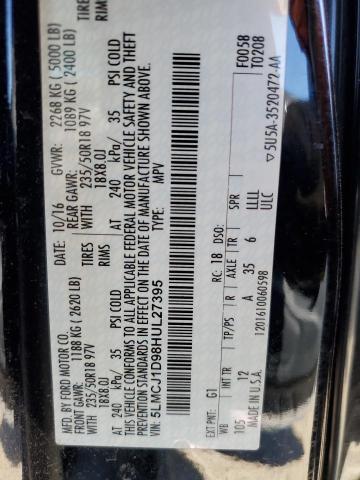 MFD. BY FORD MOTOR CO.
DATE: 10/16 GVWR: 2268 KG (5000 LB)
FRONT GAWR: 1188 KG (2620 LB) REAR GAWR: 1089 KG (2400 LB)
WITH 235/50R18 97V TIRES WITH 235/50R18 97V TIRES
18X8.0J 18X8.0J
AT 240 kPa/ 35 PSI COLD AT 240 kPa/ 35 PSI COLD
THIS VEHICLE CONFORMS TO ALL APPLICABLE FEDERAL MOTOR VEHICLE SAFETY AND THEFT
PREVENTION STANDARDS IN EFFECT ON THE DATE OF MANUFACTURE SHOWN ABOVE.
VIN: 5LMCJ1D98HUL27395 MPV
F0058
T0208
EXT PNT: G1 RC: 18 DSO:
WB INT TR TP/PS R AXLE TR SPR
105 12 A 35 6 LLLL
ULC
MADE IN U.S.A. 1201610060598 ▽5U5A-3520472-AA